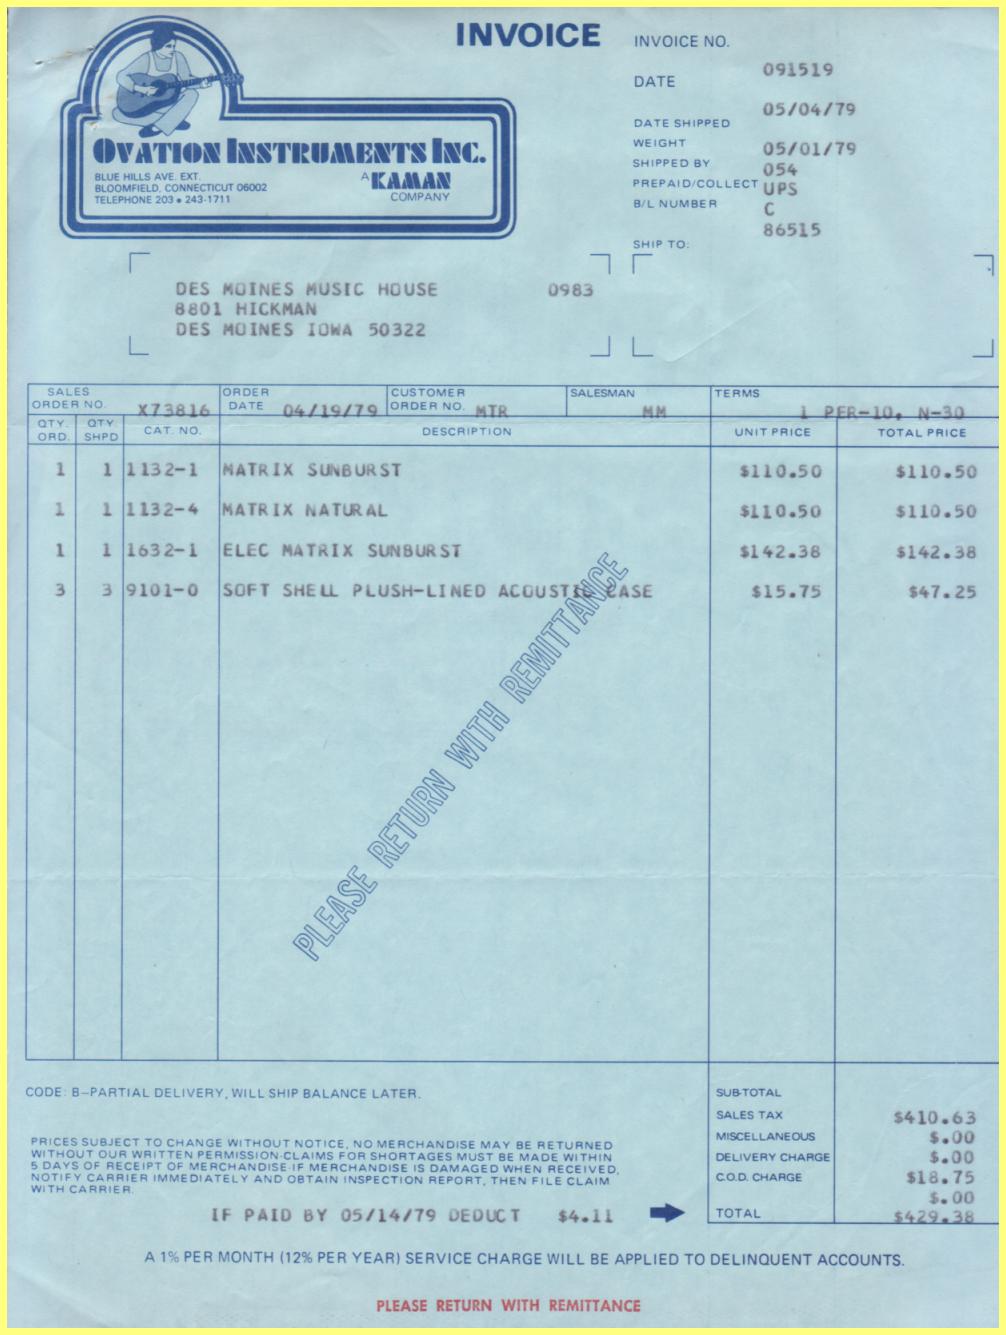 INVOICE
INVOICE NO. 091519
DATE 05/04/79
DATE SHIPPED 05/01/79
WEIGHT 054
SHIPPED BY UPS
PREPAID/COLLECT C
B/L NUMBER 86515
SHIP TO:
OVATION INSTRUMENTS INC.
BLUE HILLS AVE. EXT.
BLOOMFIELD, CONNECTICUT 06002
TELEPHONE 203 • 243-1711
A KAMAN
COMPANY
DES MOINES MUSIC HOUSE 0983
8801 HICKMAN
DES MOINES IOWA 50322
SALES ORDER NO. X73816 ORDER DATE 04/19/79 CUSTOMER ORDER NO. MTR SALESMAN MM TERMS 1 PER-10, N-30
QTY. ORD. QTY. SHPD CAT. NO. DESCRIPTION UNIT PRICE TOTAL PRICE
1 1 1132-1 MATRIX SUNBURST $110.50 $110.50
1 1 1132-4 MATRIX NATURAL $110.50 $110.50
1 1 1632-1 ELEC MATRIX SUNBURST $142.38 $142.38
3 3 9101-0 SOFT SHELL PLUSH-LINED ACOUSTIC CASE $15.75 $47.25
PLEASE RETURN WITH REMITTANCE
CODE: B—PARTIAL DELIVERY, WILL SHIP BALANCE LATER.
PRICES SUBJECT TO CHANGE WITHOUT NOTICE, NO MERCHANDISE MAY BE RETURNED
WITHOUT OUR WRITTEN PERMISSION-CLAIMS FOR SHORTAGES MUST BE MADE WITHIN
5 DAYS OF RECEIPT OF MERCHANDISE-IF MERCHANDISE IS DAMAGED WHEN RECEIVED,
NOTIFY CARRIER IMMEDIATELY AND OBTAIN INSPECTION REPORT, THEN FILE CLAIM
WITH CARRIER.
SUB-TOTAL $410.63
SALES TAX $.00
MISCELLANEOUS $.00
DELIVERY CHARGE $18.75
C.O.D. CHARGE $.00
IF PAID BY 05/14/79 DEDUCT $4.11 TOTAL $429.38
A 1% PER MONTH (12% PER YEAR) SERVICE CHARGE WILL BE APPLIED TO DELINQUENT ACCOUNTS.
PLEASE RETURN WITH REMITTANCE